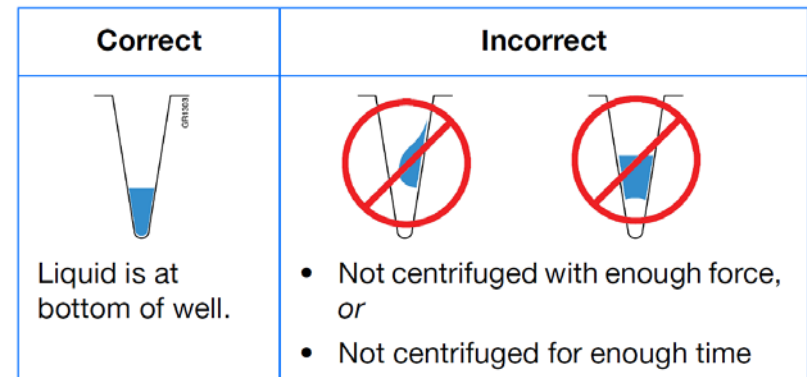 Correct
Incorrect
GR1303
Liquid is at
bottom of well.
• Not centrifuged with enough force,
or
• Not centrifuged for enough time